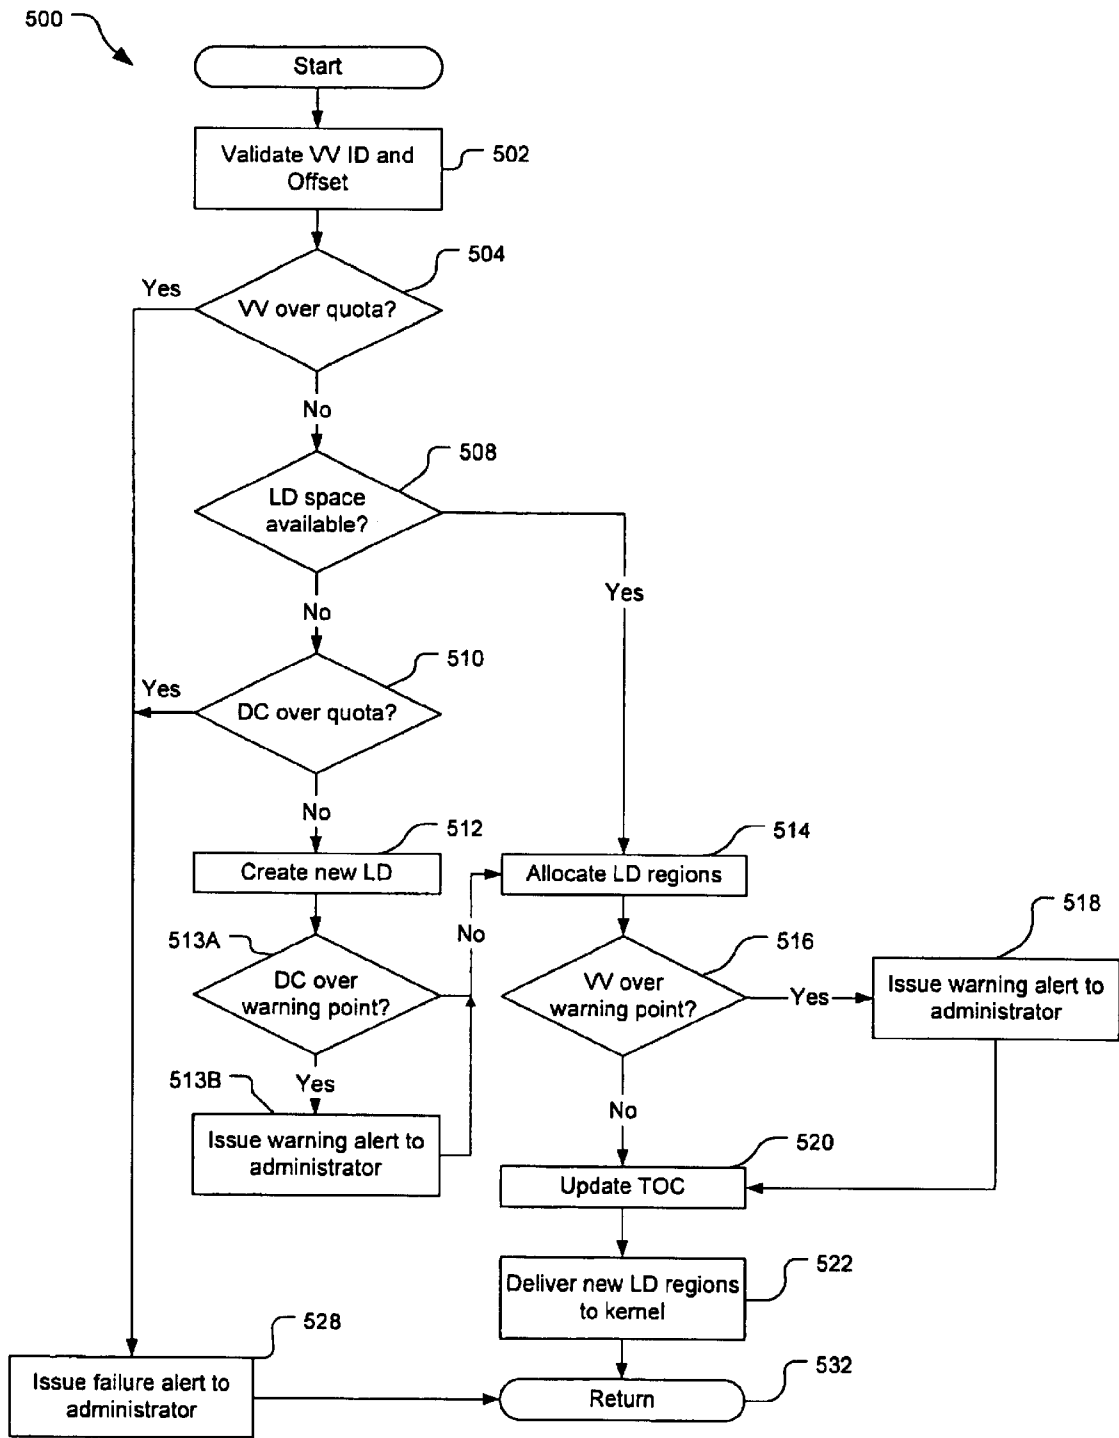 500
Start
Validate VV ID and
Offset
502
504
Yes
VV over quota?
No
508
LD space
available?
Yes
No
510
Yes
DC over quota?
No
512
Create new LD
514
Allocate LD regions
513A
DC over
warning point?
No
516
VV over
warning point?
Yes
518
Issue warning alert to
administrator
513B
Yes
Issue warning alert to
administrator
No
520
Update TOC
522
Deliver new LD regions
to kernel
528
Issue failure alert to
administrator
532
Return